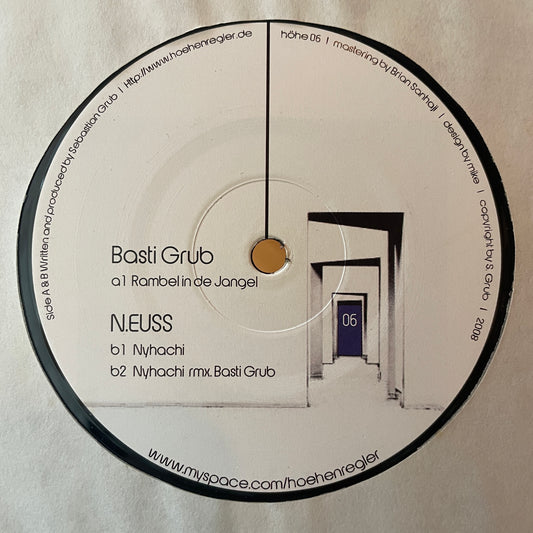 Side A & B Written and produced by Sebastian Grub | Http://www.hoehenregler.de
höhe 06 | mastering by Brian Sanhaji | design by mike | copyright by S. Grub | 2008
Basti Grub
a1 Rambel in de Jangel
N.EUSS
b1 Nyhachi
b2 Nyhachi rmx. Basti Grub
06
www.myspace.com/hoehenregler